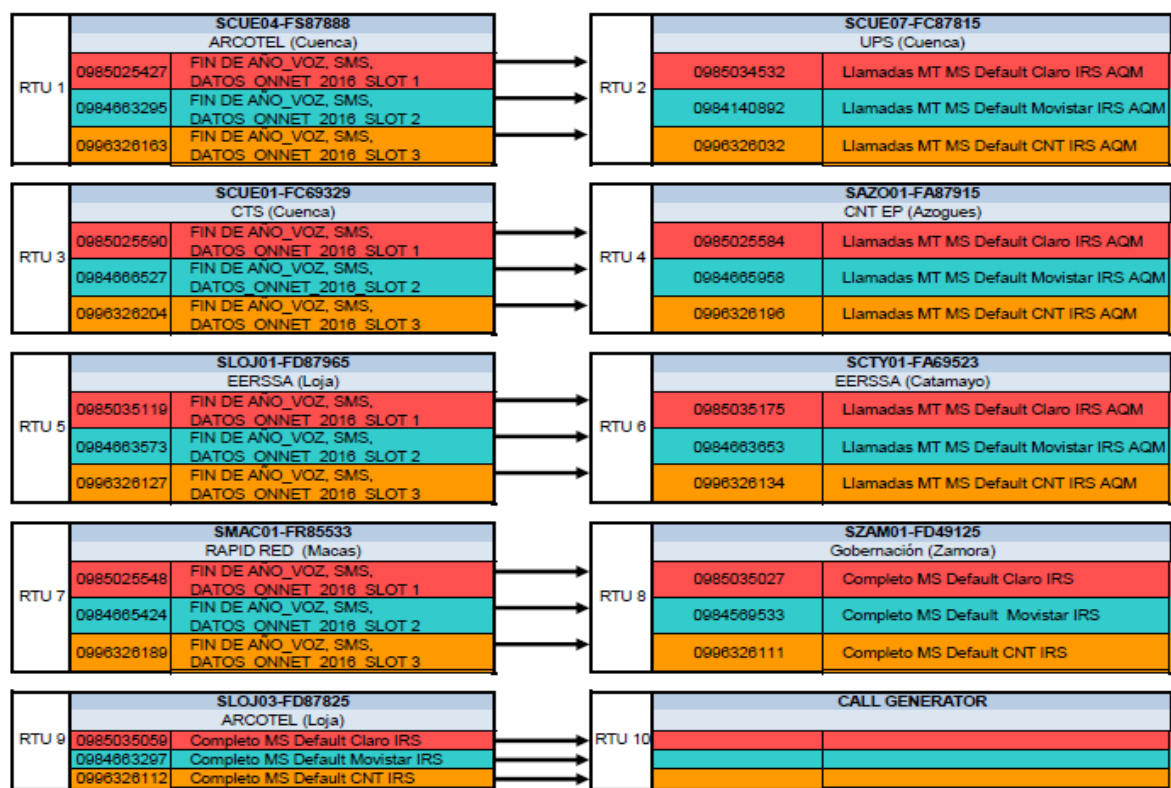 SCUE04-FS87888
ARCOTEL (Cuenca)
RTU 1
0985025427 FIN DE AÑO_VOZ, SMS,
DATOS_ONNET_2016_SLOT 1
0984663295 FIN DE AÑO_VOZ, SMS,
DATOS_ONNET_2016_SLOT 2
0996326163 FIN DE AÑO_VOZ, SMS,
DATOS_ONNET_2016_SLOT 3
SCUE07-FC87815
UPS (Cuenca)
RTU 2
0985034532 Llamadas MT MS Default Claro IRS AQM
0984140892 Llamadas MT MS Default Movistar IRS AQM
0996326032 Llamadas MT MS Default CNT IRS AQM
SCUE01-FC69329
CTS (Cuenca)
RTU 3
0985025590 FIN DE AÑO_VOZ, SMS,
DATOS_ONNET_2016_SLOT 1
0984666527 FIN DE AÑO_VOZ, SMS,
DATOS_ONNET_2016_SLOT 2
0996326204 FIN DE AÑO_VOZ, SMS,
DATOS_ONNET_2016_SLOT 3
SAZO01-FA87915
CNT EP (Azogues)
RTU 4
0985025584 Llamadas MT MS Default Claro IRS AQM
0984665958 Llamadas MT MS Default Movistar IRS AQM
0996326196 Llamadas MT MS Default CNT IRS AQM
SLOJ01-FD87965
EERSSA (Loja)
RTU 5
0985035119 FIN DE AÑO_VOZ, SMS,
DATOS_ONNET_2016_SLOT 1
0984663573 FIN DE AÑO_VOZ, SMS,
DATOS_ONNET_2016_SLOT 2
0996326127 FIN DE AÑO_VOZ, SMS,
DATOS_ONNET_2016_SLOT 3
SCTY01-FA69523
EERSSA (Catamayo)
RTU 6
0985035175 Llamadas MT MS Default Claro IRS AQM
0984663653 Llamadas MT MS Default Movistar IRS AQM
0996326134 Llamadas MT MS Default CNT IRS AQM
SMAC01-FR85533
RAPID RED (Macas)
RTU 7
0985025548 FIN DE AÑO_VOZ, SMS,
DATOS_ONNET_2016_SLOT 1
0984665424 FIN DE AÑO_VOZ, SMS,
DATOS_ONNET_2016_SLOT 2
0996326189 FIN DE AÑO_VOZ, SMS,
DATOS_ONNET_2016_SLOT 3
SZAM01-FD49125
Gobernación (Zamora)
RTU 8
0985035027 Completo MS Default Claro IRS
0984569533 Completo MS Default Movistar IRS
0996326111 Completo MS Default CNT IRS
SLOJ03-FD87825
ARCOTEL (Loja)
RTU 9
0985035059 Completo MS Default Claro IRS
0984663297 Completo MS Default Movistar IRS
0996326112 Completo MS Default CNT IRS
CALL GENERATOR
RTU 10